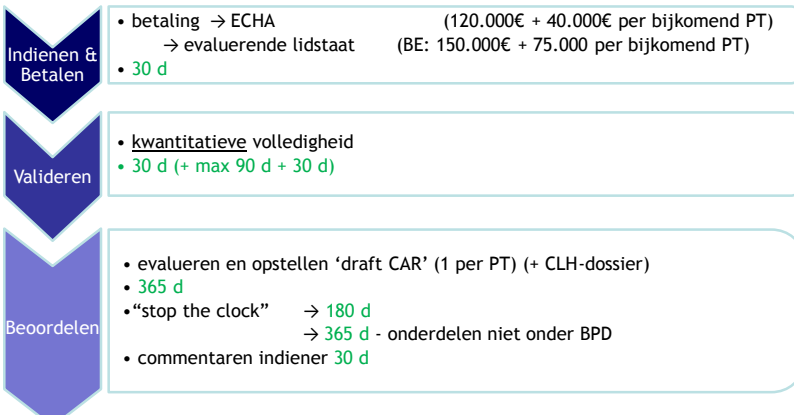 Indienen &
Betalen
• betaling → ECHA (120.000€ + 40.000€ per bijkomend PT)
→ evaluerende lidstaat (BE: 150.000€ + 75.000 per bijkomend PT)
• 30 d
Valideren
• kwantitatieve volledigheid
• 30 d (+ max 90 d + 30 d)
Beoordelen
• evalueren en opstellen ‘draft CAR’ (1 per PT) (+ CLH-dossier)
• 365 d
•“stop the clock” → 180 d
→ 365 d - onderdelen niet onder BPD
• commentaren indiener 30 d